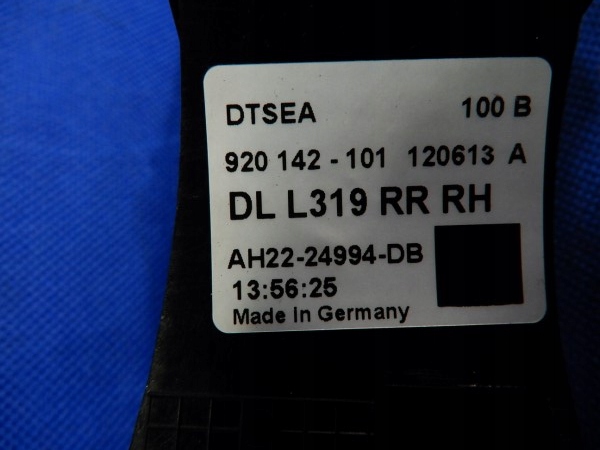 DTSEA 100 B
920 142 - 101 120613 A
DL L319 RR RH
AH22-24994-DB
13:56:25
Made In Germany